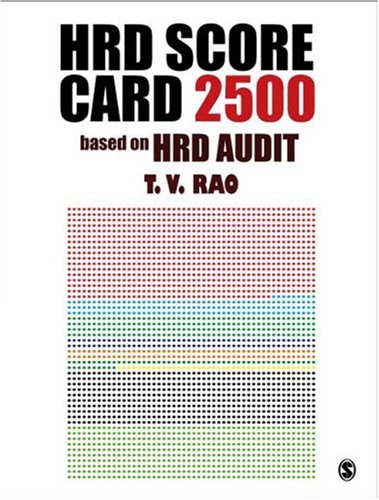 HRD SCORE
CARD 2500
based on HRD AUDIT
T. V. RAO
S